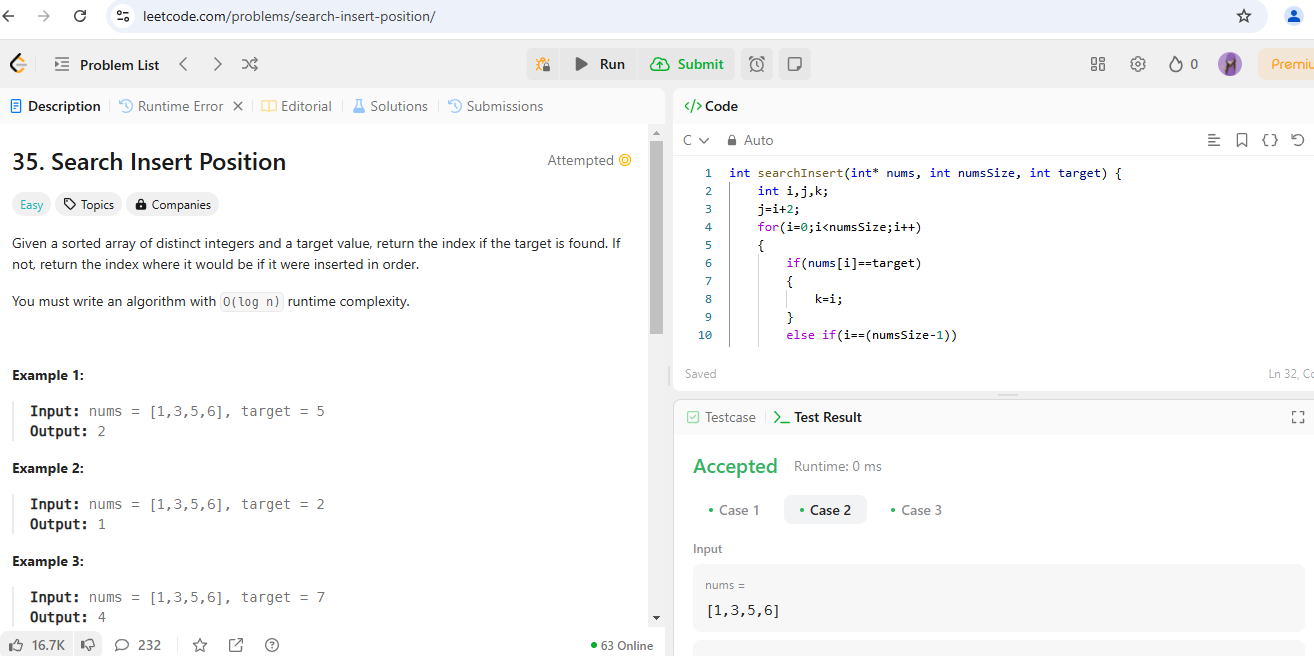 leetcode.com/problems/search-insert-position/
Problem List
Run
Submit
0
Premiu
Description
Runtime Error
Editorial
Solutions
Submissions
35. Search Insert Position
Attempted
Easy
Topics
Companies
Given a sorted array of distinct integers and a target value, return the index if the target is found. If
not, return the index where it would be if it were inserted in order.
You must write an algorithm with O(log n) runtime complexity.
Example 1:
Input: nums = [1,3,5,6], target = 5
Output: 2
Example 2:
Input: nums = [1,3,5,6], target = 2
Output: 1
Example 3:
Input: nums = [1,3,5,6], target = 7
Output: 4
16.7K
232
63 Online
</> Code
C
Auto
1 int searchInsert(int* nums, int numsSize, int target) {
2 int i,j,k;
3 j=i+2;
4 for(i=0;i<numsSize;i++)
5 {
6 if(nums[i]==target)
7 {
8 k=i;
9 }
10 else if(i==(numsSize-1))
Saved
Ln 32, Co
Testcase
Test Result
Accepted
Runtime: 0 ms
Case 1
Case 2
Case 3
Input
nums =
[1,3,5,6]